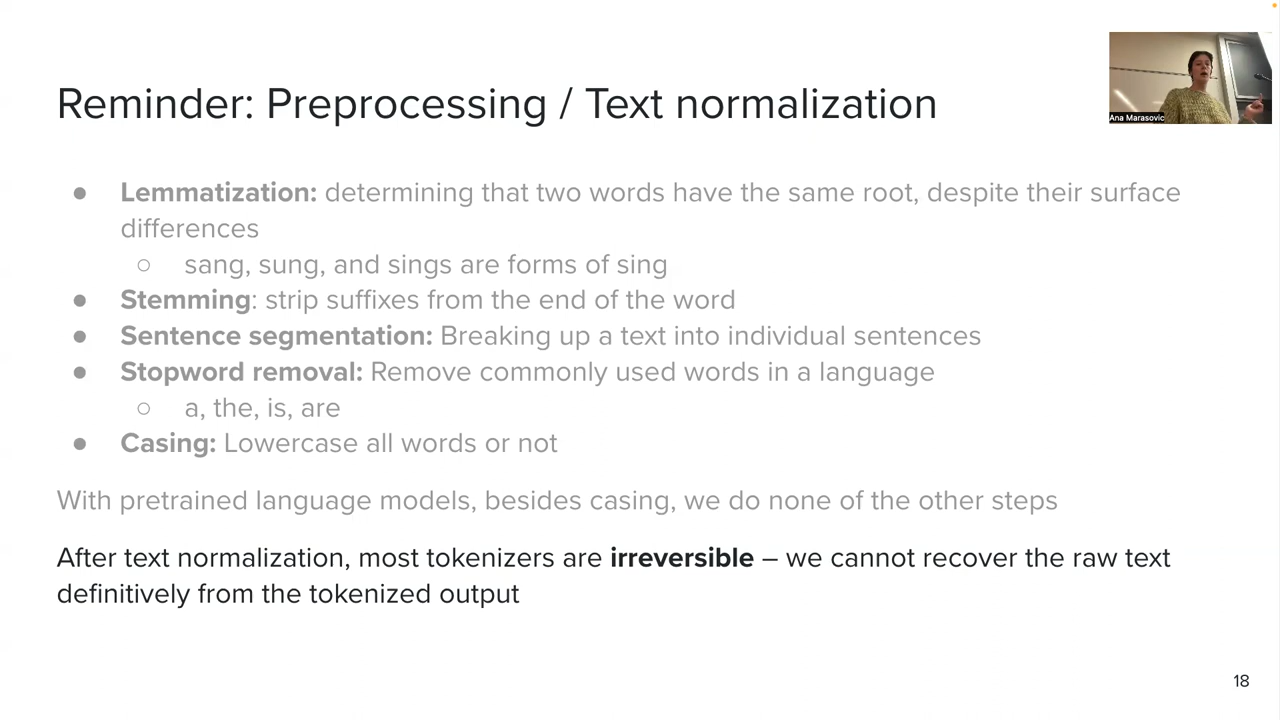 Reminder: Preprocessing / Text normalization
Ana Marasovic
● Lemmatization: determining that two words have the same root, despite their surface
differences
○ sang, sung, and sings are forms of sing
● Stemming: strip suffixes from the end of the word
● Sentence segmentation: Breaking up a text into individual sentences
● Stopword removal: Remove commonly used words in a language
○ a, the, is, are
● Casing: Lowercase all words or not
With pretrained language models, besides casing, we do none of the other steps
After text normalization, most tokenizers are irreversible – we cannot recover the raw text
definitively from the tokenized output
18